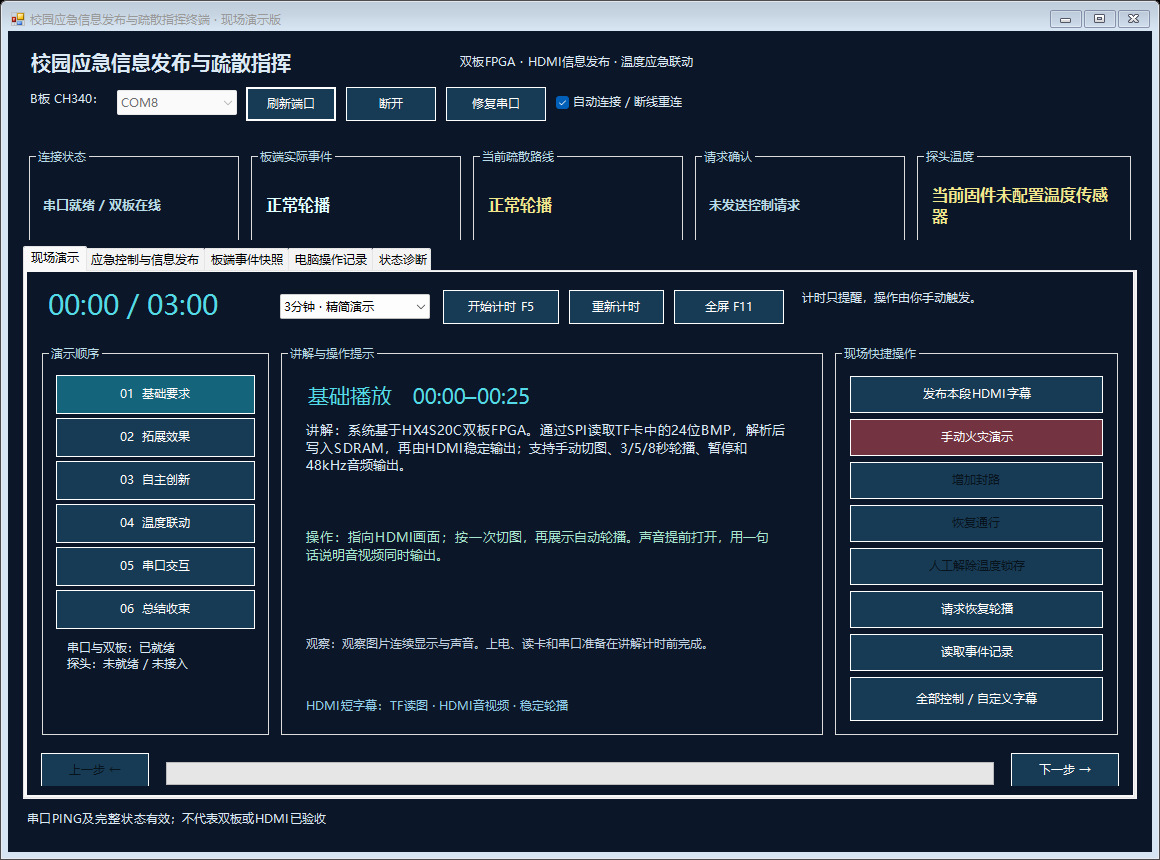 校园应急信息发布与疏散指挥终端 · 现场演示版
校园应急信息发布与疏散指挥
双板FPGA · HDMI信息发布 · 温度应急联动
B板 CH340:
COM8
刷新端口
断开
修复串口
自动连接 / 断线重连
连接状态
串口就绪 / 双板在线
板端实际事件
正常轮播
当前疏散路线
正常轮播
请求确认
未发送控制请求
探头温度
当前固件未配置温度传感
器
现场演示
应急控制与信息发布
板端事件快照
电脑操作记录
状态诊断
00:00 / 03:00
3分钟 · 精简演示
开始计时 F5
重新计时
全屏 F11
计时只提醒，操作由你手动触发。
演示顺序
01 基础要求
02 拓展效果
03 自主创新
04 温度联动
05 串口交互
06 总结收束
串口与双板：已就绪
探头：未就绪 / 未接入
讲解与操作提示
基础播放 00:00–00:25
讲解：系统基于HX4S20C双板FPGA。通过SPI读取TF卡中的24位BMP，解析后
写入SDRAM，再由HDMI稳定输出；支持手动切图、3/5/8秒轮播、暂停和
48kHz音频输出。
操作：指向HDMI画面；按一次切图，再展示自动轮播。声音提前打开，用一句
话说明音视频同时输出。
观察：观察图片连续显示与声音。上电、读卡和串口准备在讲解计时前完成。
HDMI短字幕：TF读图 · HDMI音视频 · 稳定轮播
现场快捷操作
发布本段HDMI字幕
手动火灾演示
增加封路
恢复通行
人工解除温度锁存
请求恢复轮播
读取事件记录
全部控制 / 自定义字幕
上一步 ←
下一步 →
串口PING及完整状态有效；不代表双板或HDMI已验收